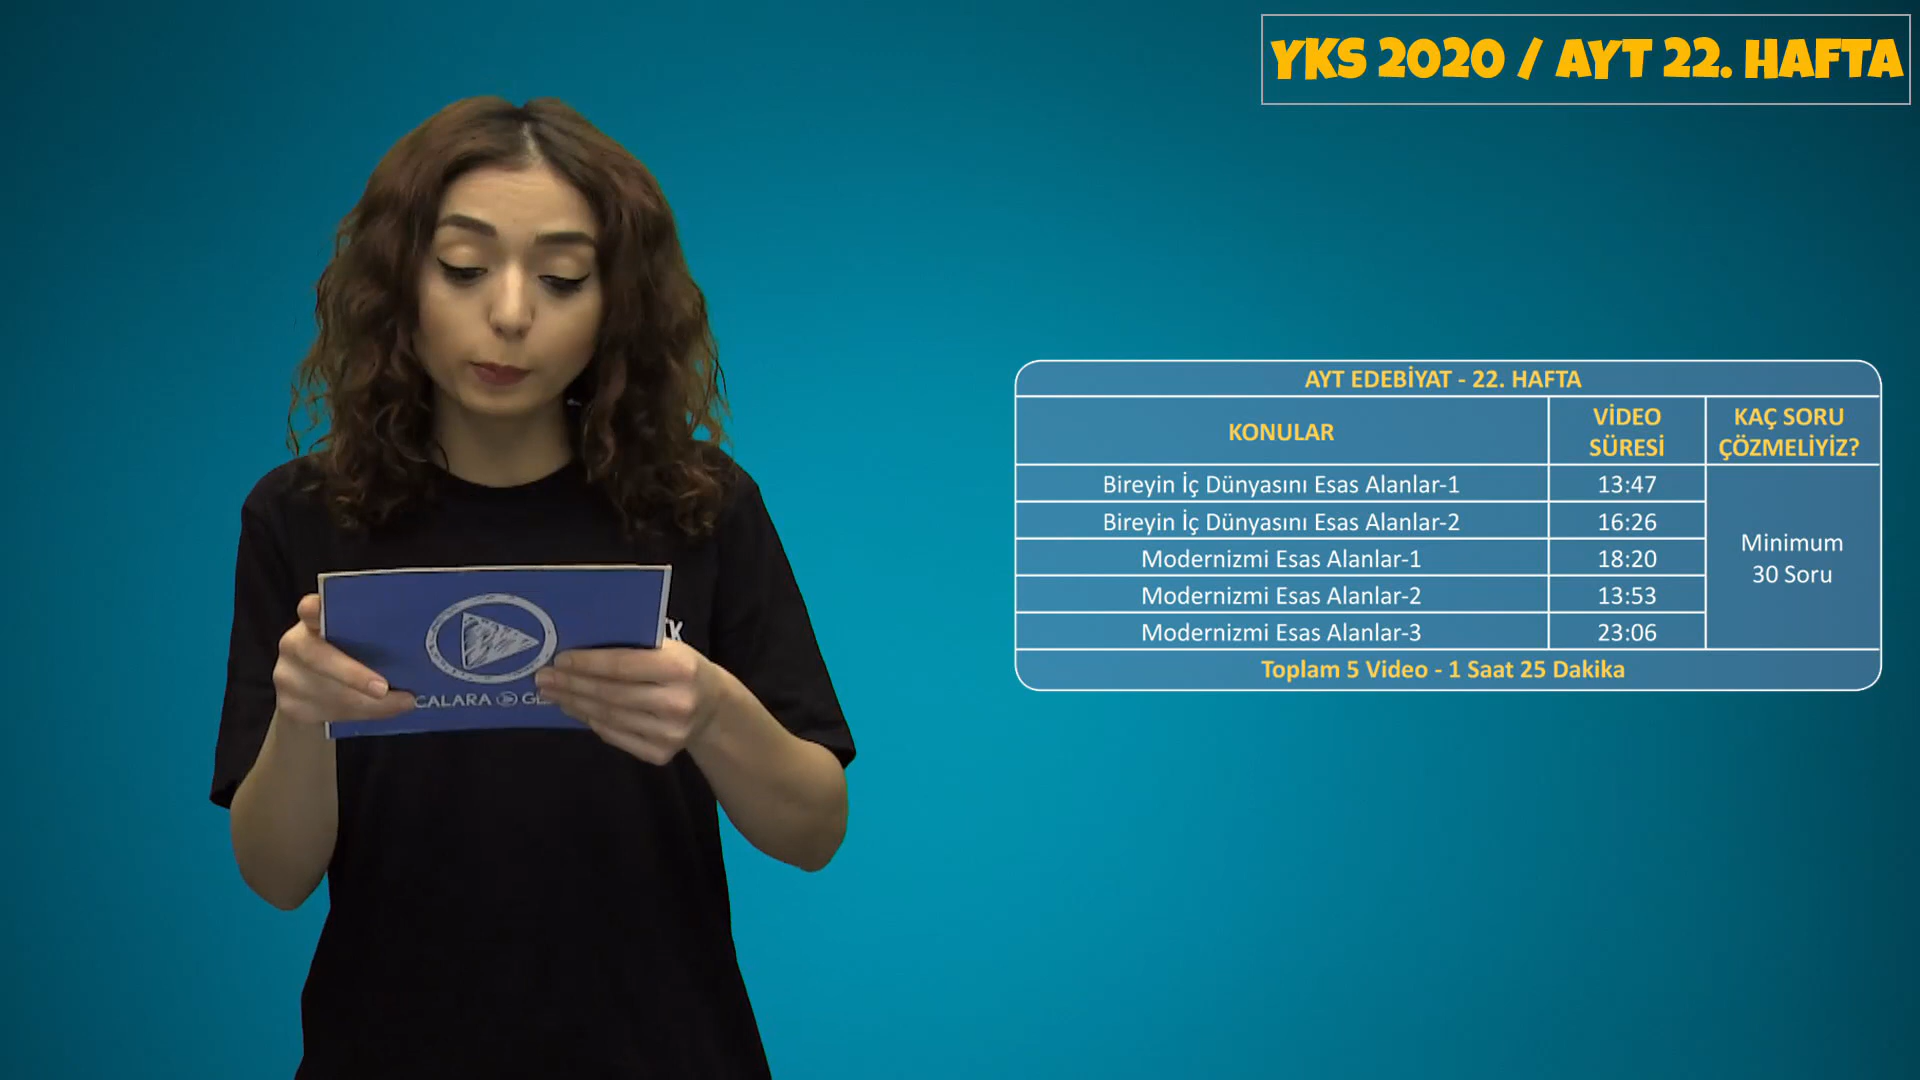 YKS 2020 / AYT 22. HAFTA
AYT EDEBİYAT - 22. HAFTA
KONULAR
VİDEO
SÜRESİ
KAÇ SORU
ÇÖZMELİYİZ?
Bireyin İç Dünyasını Esas Alanlar-1 13:47
Bireyin İç Dünyasını Esas Alanlar-2 16:26
Modernizmi Esas Alanlar-1 18:20
Modernizmi Esas Alanlar-2 13:53
Modernizmi Esas Alanlar-3 23:06
Minimum
30 Soru
Toplam 5 Video - 1 Saat 25 Dakika
CALARA